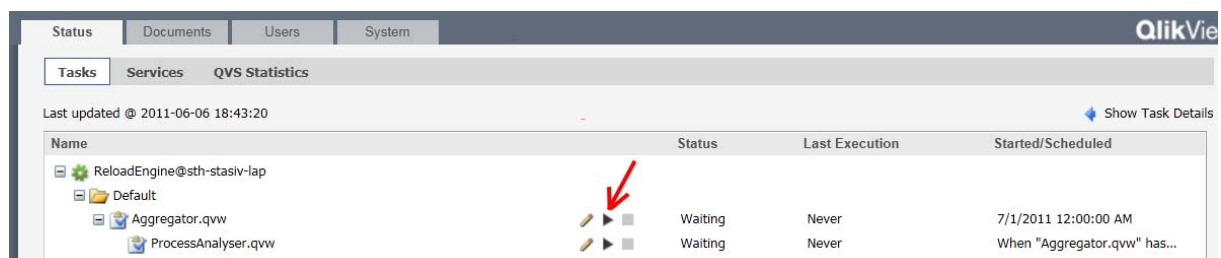 Status Documents Users System QlikVie
Tasks Services QVS Statistics
Last updated @ 2011-06-06 18:43:20 Show Task Details
Name Status Last Execution Started/Scheduled
ReloadEngine@sth-stasiv-lap
Default
Aggregator.qvw Waiting Never 7/1/2011 12:00:00 AM
ProcessAnalyser.qvw Waiting Never When "Aggregator.qvw" has...